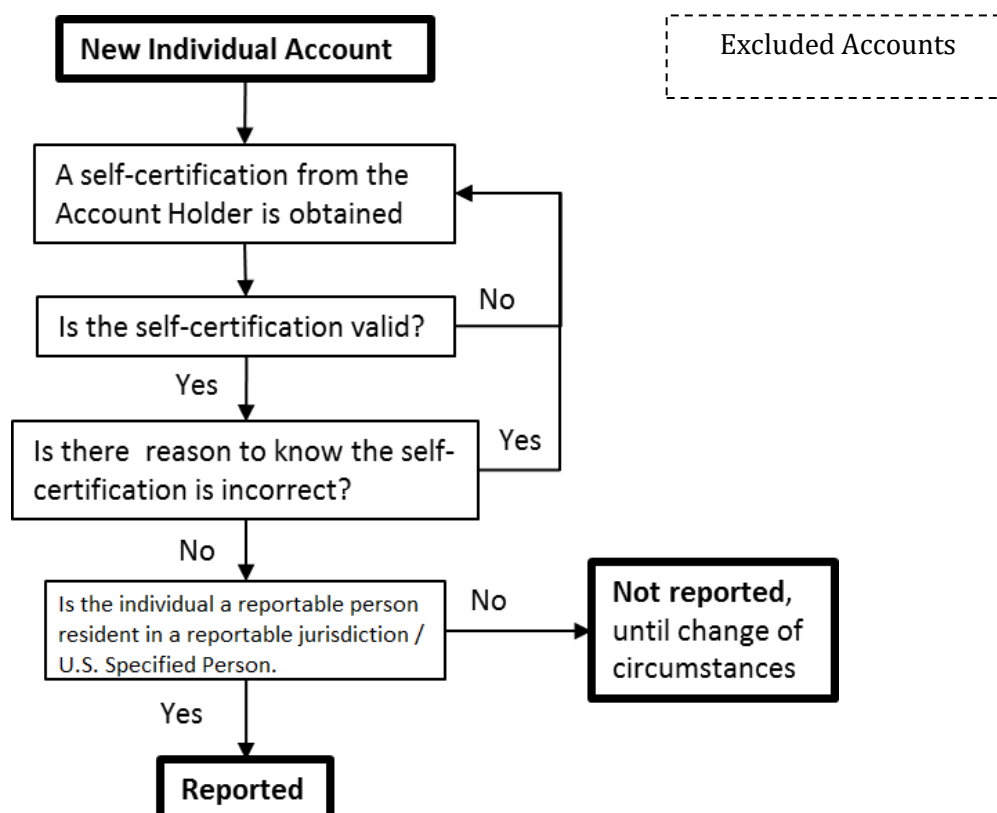 New Individual Account
Excluded Accounts
A self-certification from the
Account Holder is obtained
Is the self-certification valid?
No
Yes
Is there  reason to know the self-
certification is incorrect?
Yes
No
Is the individual a reportable person
resident in a reportable jurisdiction /
U.S. Specified Person.
No
Not reported,
until change of
circumstances
Yes
Reported